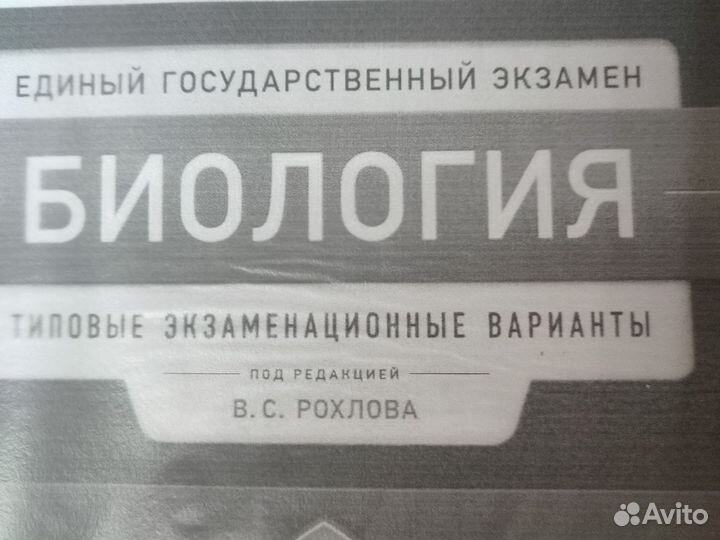 ЕДИНЫЙ ГОСУДАРСТВЕННЫЙ ЭКЗАМЕН
БИОЛОГИЯ
ТИПОВЫЕ ЭКЗАМЕНАЦИОННЫЕ ВАРИАНТЫ
ПОД РЕДАКЦИЕЙ
В. С. РОХЛОВА
Avito